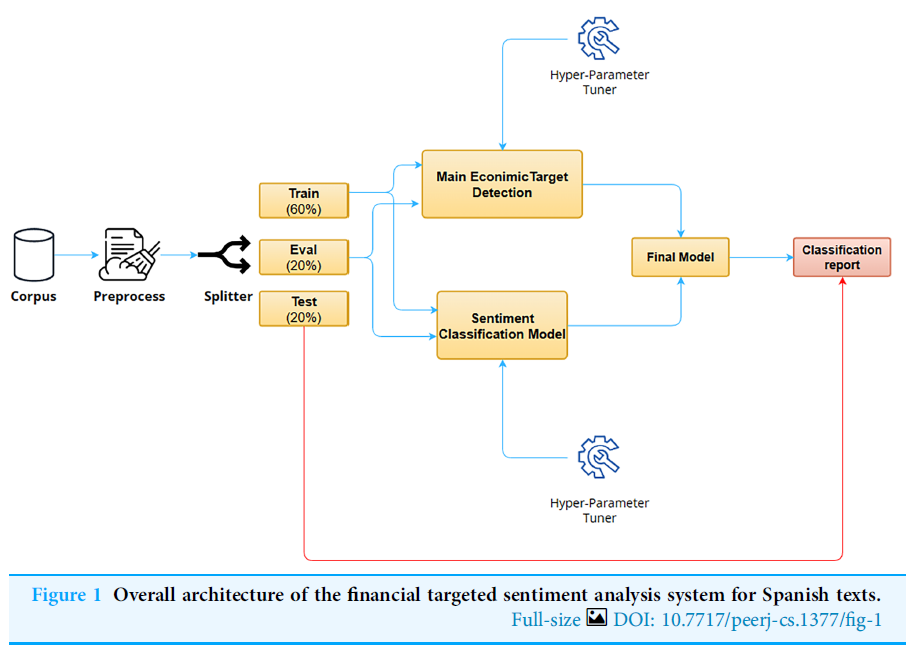 Hyper-Parameter
Tuner
Main EconimicTarget
Detection
Train
(60%)
Eval
(20%)
Test
(20%)
Corpus
Preprocess
Splitter
Final Model
Classification
report
Sentiment
Classification Model
Hyper-Parameter
Tuner
Figure 1 Overall architecture of the financial targeted sentiment analysis system for Spanish texts.
Full-size DOI: 10.7717/peerj-cs.1377/fig-1